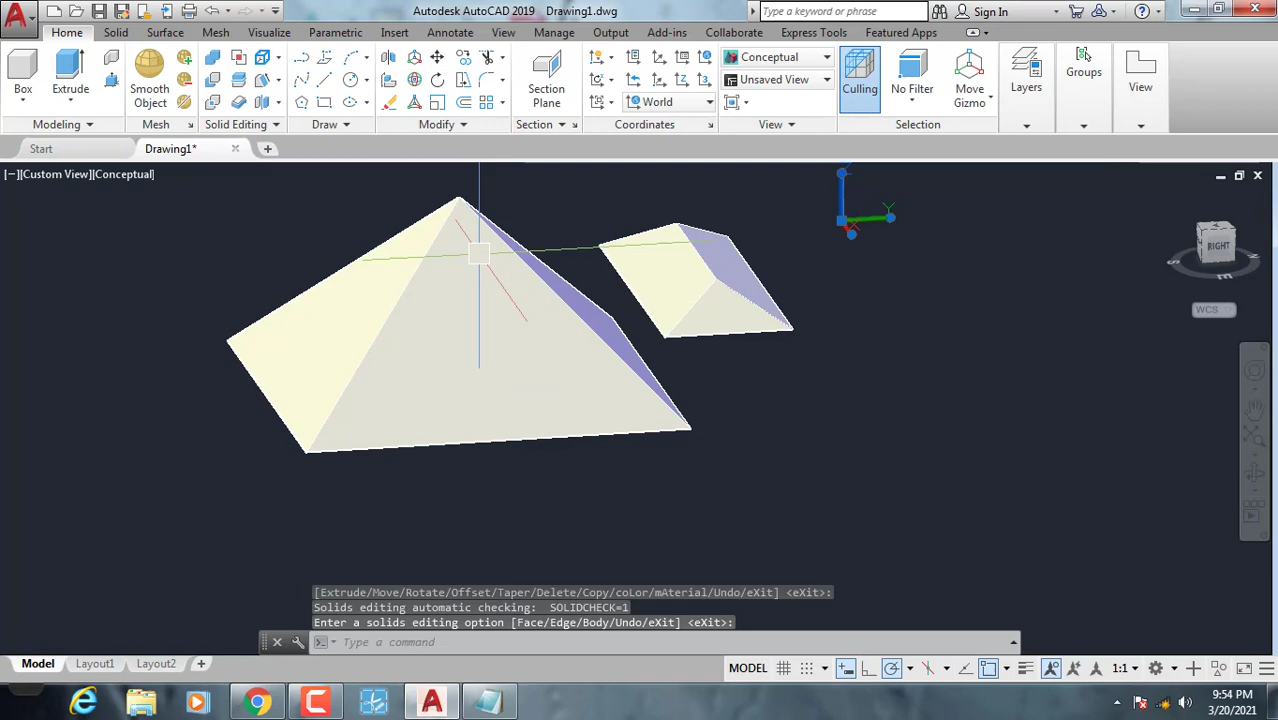 Autodesk AutoCAD 2019 Drawing1.dwg
Type a keyword or phrase
Sign In
Home Solid Surface Mesh Visualize Parametric Insert Annotate View Manage Output Add-ins Collaborate Express Tools Featured Apps
Box
Extrude
Smooth
Object
Section
Plane
Conceptual
Unsaved View
World
Culling
No Filter
Move
Gizmo
Layers
Groups
View
Modeling
Mesh
Solid Editing
Draw
Modify
Section
Coordinates
View
Selection
Start
Drawing1*
[−][Custom View][Conceptual]
Y
RIGHT
S
E
N
WCS
[Extrude/Move/Rotate/Offset/Taper/Delete/Copy/coLor/mAterial/Undo/eXit] <eXit>:
Solids editing automatic checking: SOLIDCHECK=1
Enter a solids editing option [Face/Edge/Body/Undo/eXit] <eXit>:
Type a command
Model
Layout1
Layout2
MODEL
1:1
9:54 PM
3/20/2021